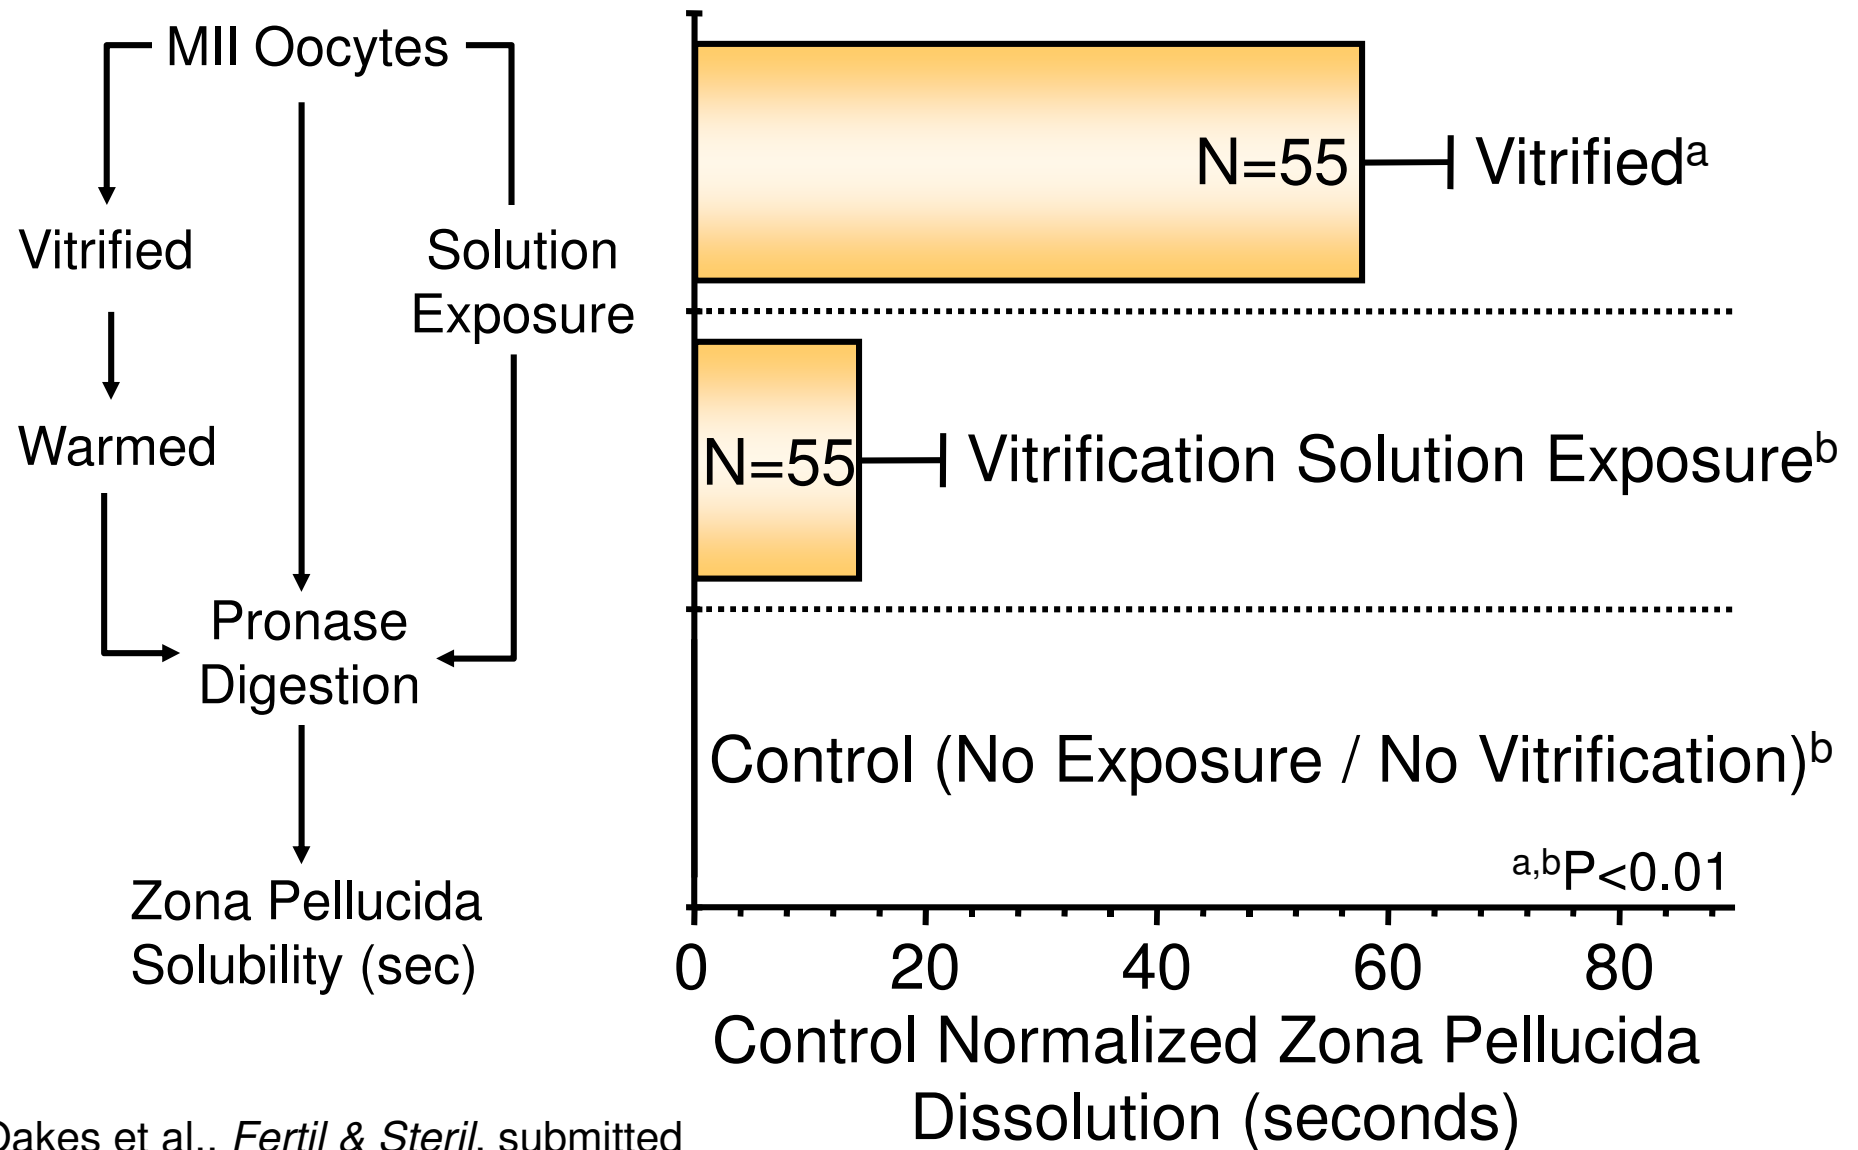 MII Oocytes
Vitrified
Solution
Exposure
Warmed
Pronase
Digestion
Zona Pellucida
Solubility (sec)
N=55 Vitrifiedᵃ
N=55 Vitrification Solution Exposureᵇ
Control (No Exposure / No Vitrification)ᵇ
ᵃ,ᵇP<0.01
0 20 40 60 80
Control Normalized Zona Pellucida
Dissolution (seconds)
et al., Fertil & Steril, submitted